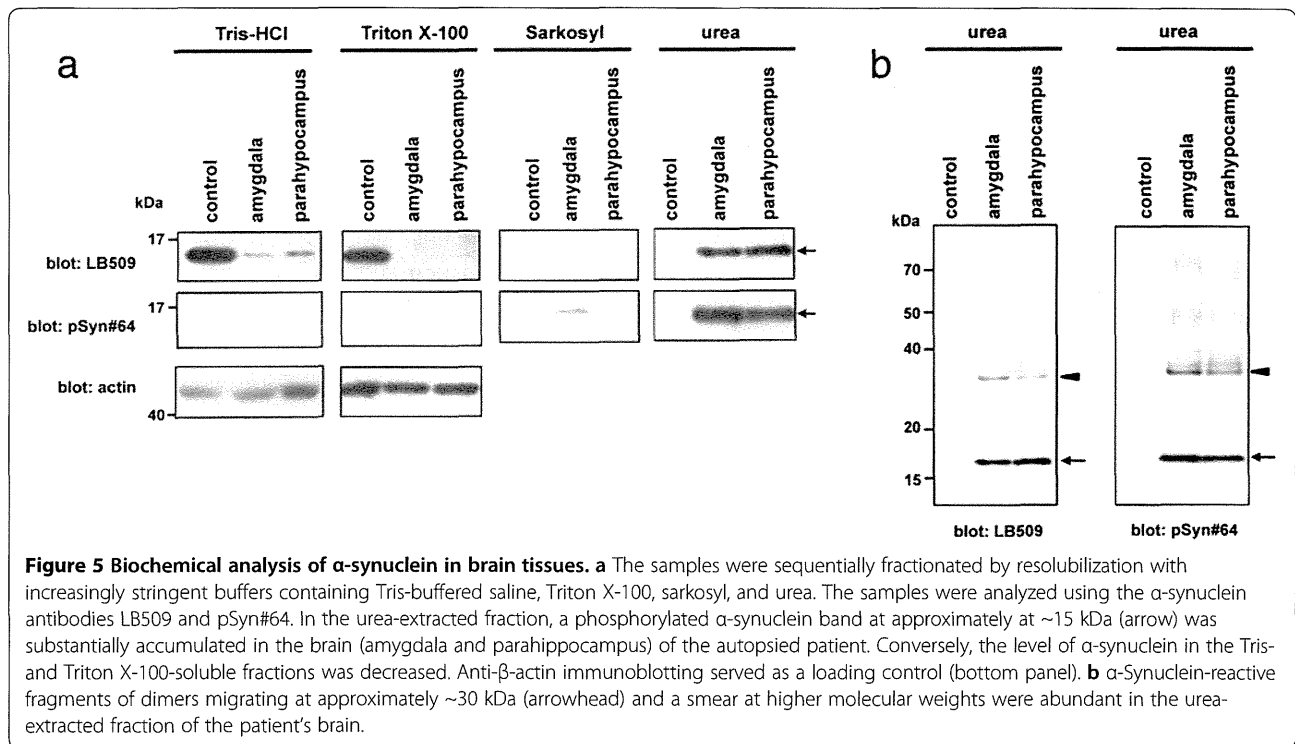 Tris-HCl Triton X-100 Sarkosyl urea urea urea
a b
control amygdala parahypocampus control amygdala parahypocampus control amygdala parahypocampus control amygdala parahypocampus control amygdala parahypocampus control amygdala parahypocampus
kDa
17
blot: LB509
17
blot: pSyn#64
blot: actin
40
kDa kDa
70 70
50 50
40 40
20 20
15 15
blot: LB509 blot: pSyn#64
Figure 5 Biochemical analysis of α-synuclein in brain tissues. a The samples were sequentially fractionated by resolubilization with
increasingly stringent buffers containing Tris-buffered saline, Triton X-100, sarkosyl, and urea. The samples were analyzed using the α-synuclein
antibodies LB509 and pSyn#64. In the urea-extracted fraction, a phosphorylated α-synuclein band at approximately at ~15 kDa (arrow) was
substantially accumulated in the brain (amygdala and parahippocampus) of the autopsied patient. Conversely, the level of α-synuclein in the Tris-
and Triton X-100-soluble fractions was decreased. Anti-β-actin immunoblotting served as a loading control (bottom panel). b α-Synuclein-reactive
fragments of dimers migrating at approximately ~30 kDa (arrowhead) and a smear at higher molecular weights were abundant in the urea-
extracted fraction of the patient's brain.